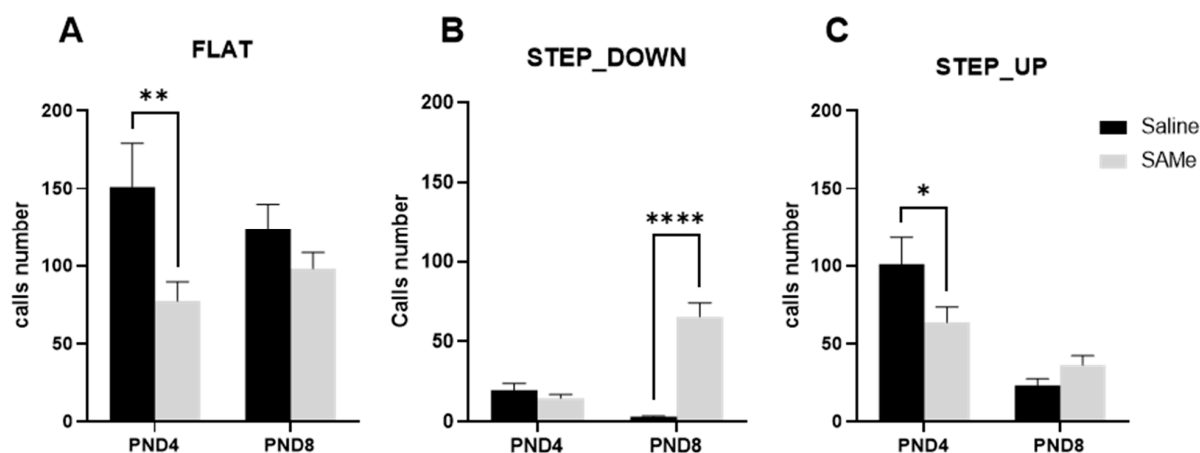 A
FLAT
**
200
150
100
50
0
calls number
PND4
PND8
B
STEP_DOWN
****
200
150
100
50
0
Calls number
PND4
PND8
C
STEP_UP
*
200
150
100
50
0
calls number
PND4
PND8
Saline
SAMe